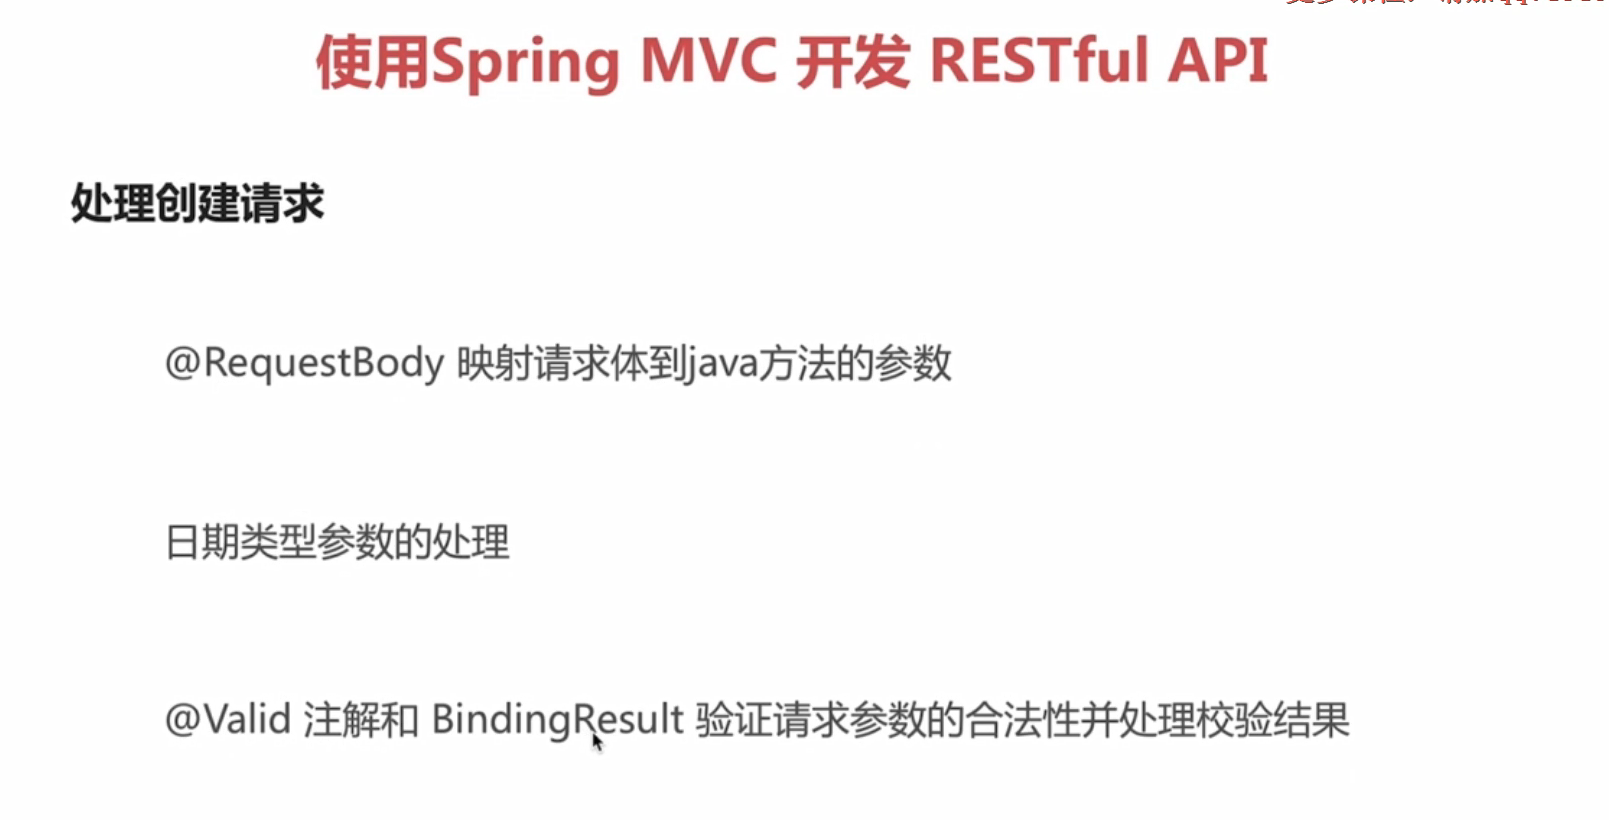 使用Spring MVC 开发 RESTful API
处理创建请求
@RequestBody 映射请求体到java方法的参数
日期类型参数的处理
@Valid 注解和 BindingResult 验证请求参数的合法性并处理校验结果